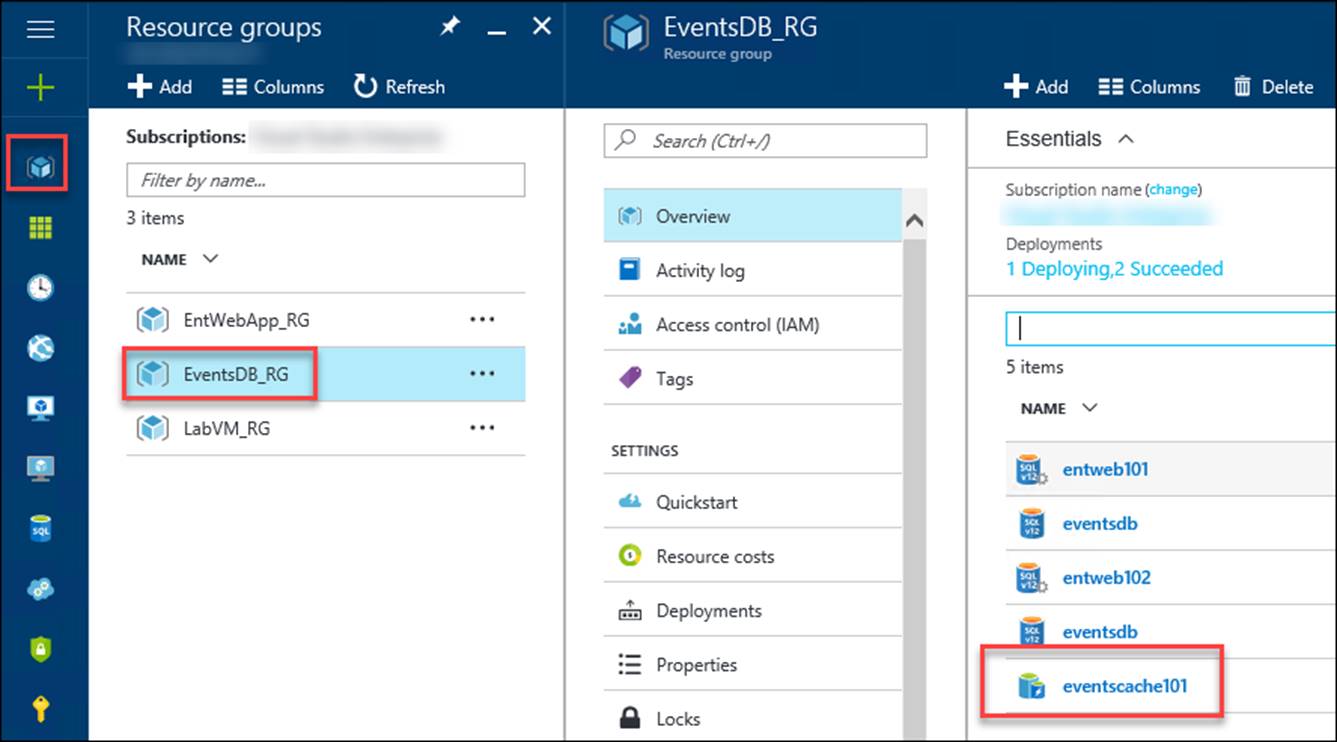 Resource groups
Add Columns Refresh
Subscriptions:
Filter by name...
3 items
NAME
EntWebApp_RG
EventsDB_RG
LabVM_RG
EventsDB_RG
Resource group
Search (Ctrl+/)
Overview
Activity log
Access control (IAM)
Tags
SETTINGS
Quickstart
Resource costs
Deployments
Properties
Locks
Add Columns Delete
Essentials
Subscription name (change)
Deployments
1 Deploying,2 Succeeded
5 items
NAME
SQL v12 entweb101
SQL v12 eventsdb
SQL v12 entweb102
SQL v12 eventsdb
eventscache101
SQL